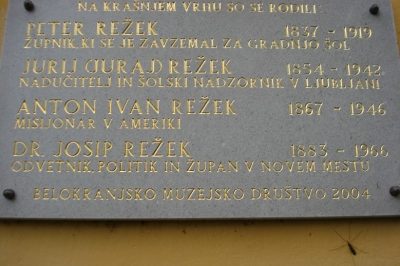 NA KRAŠNJEM VRHU SO SE RODILI:
PETER REŽEK 1837 - 1919
ŽUPNIK, KI SE JE ZAVZEMAL ZA GRADNJO ŠOL
JURIJ (JURAJ) REŽEK 1854 - 1942
NADUČITELJ IN ŠOLSKI NADZORNIK V LJUBLJANI
ANTON IVAN REŽEK 1867 - 1946
MISIJONAR V AMERIKI
DR. JOSIP REŽEK 1883 - 1966
ODVETNIK, POLITIK IN ŽUPAN V NOVEM MESTU
BELOKRANJSKO MUZEJSKO DRUŠTVO 2004